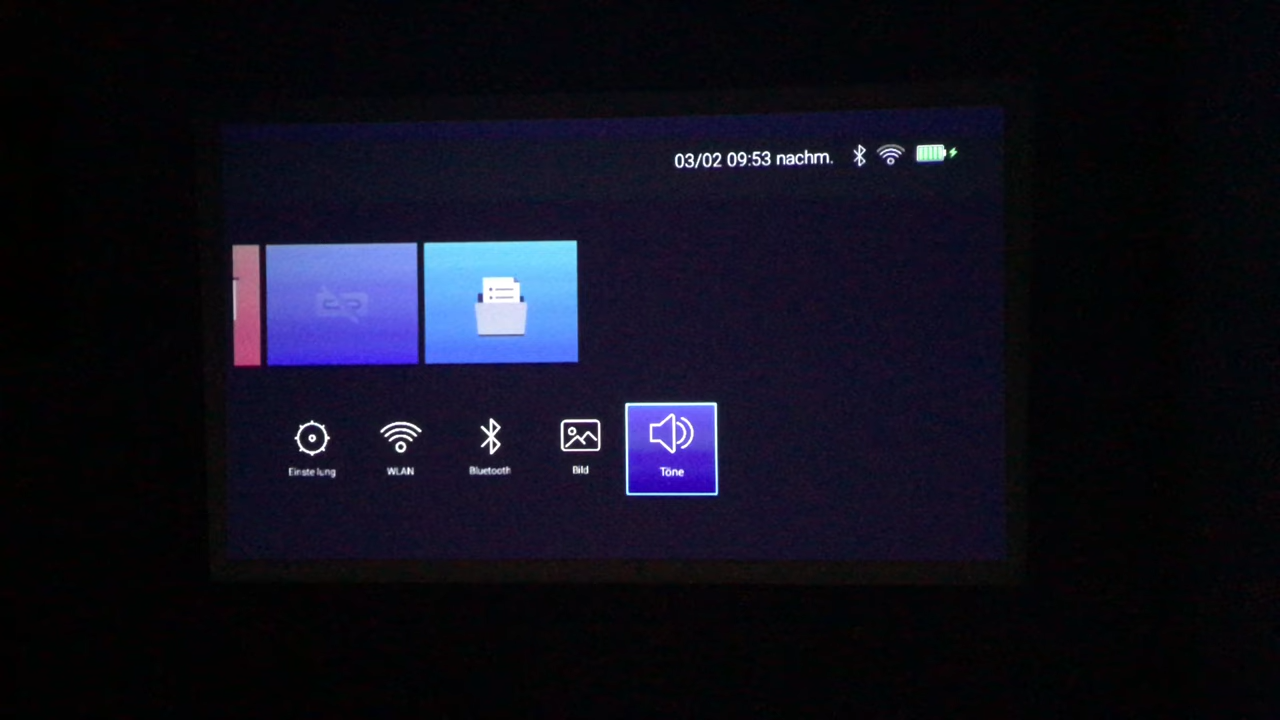 03/02 09:53 nachm.
Einstellung
WLAN
Bluetooth
Bild
Töne